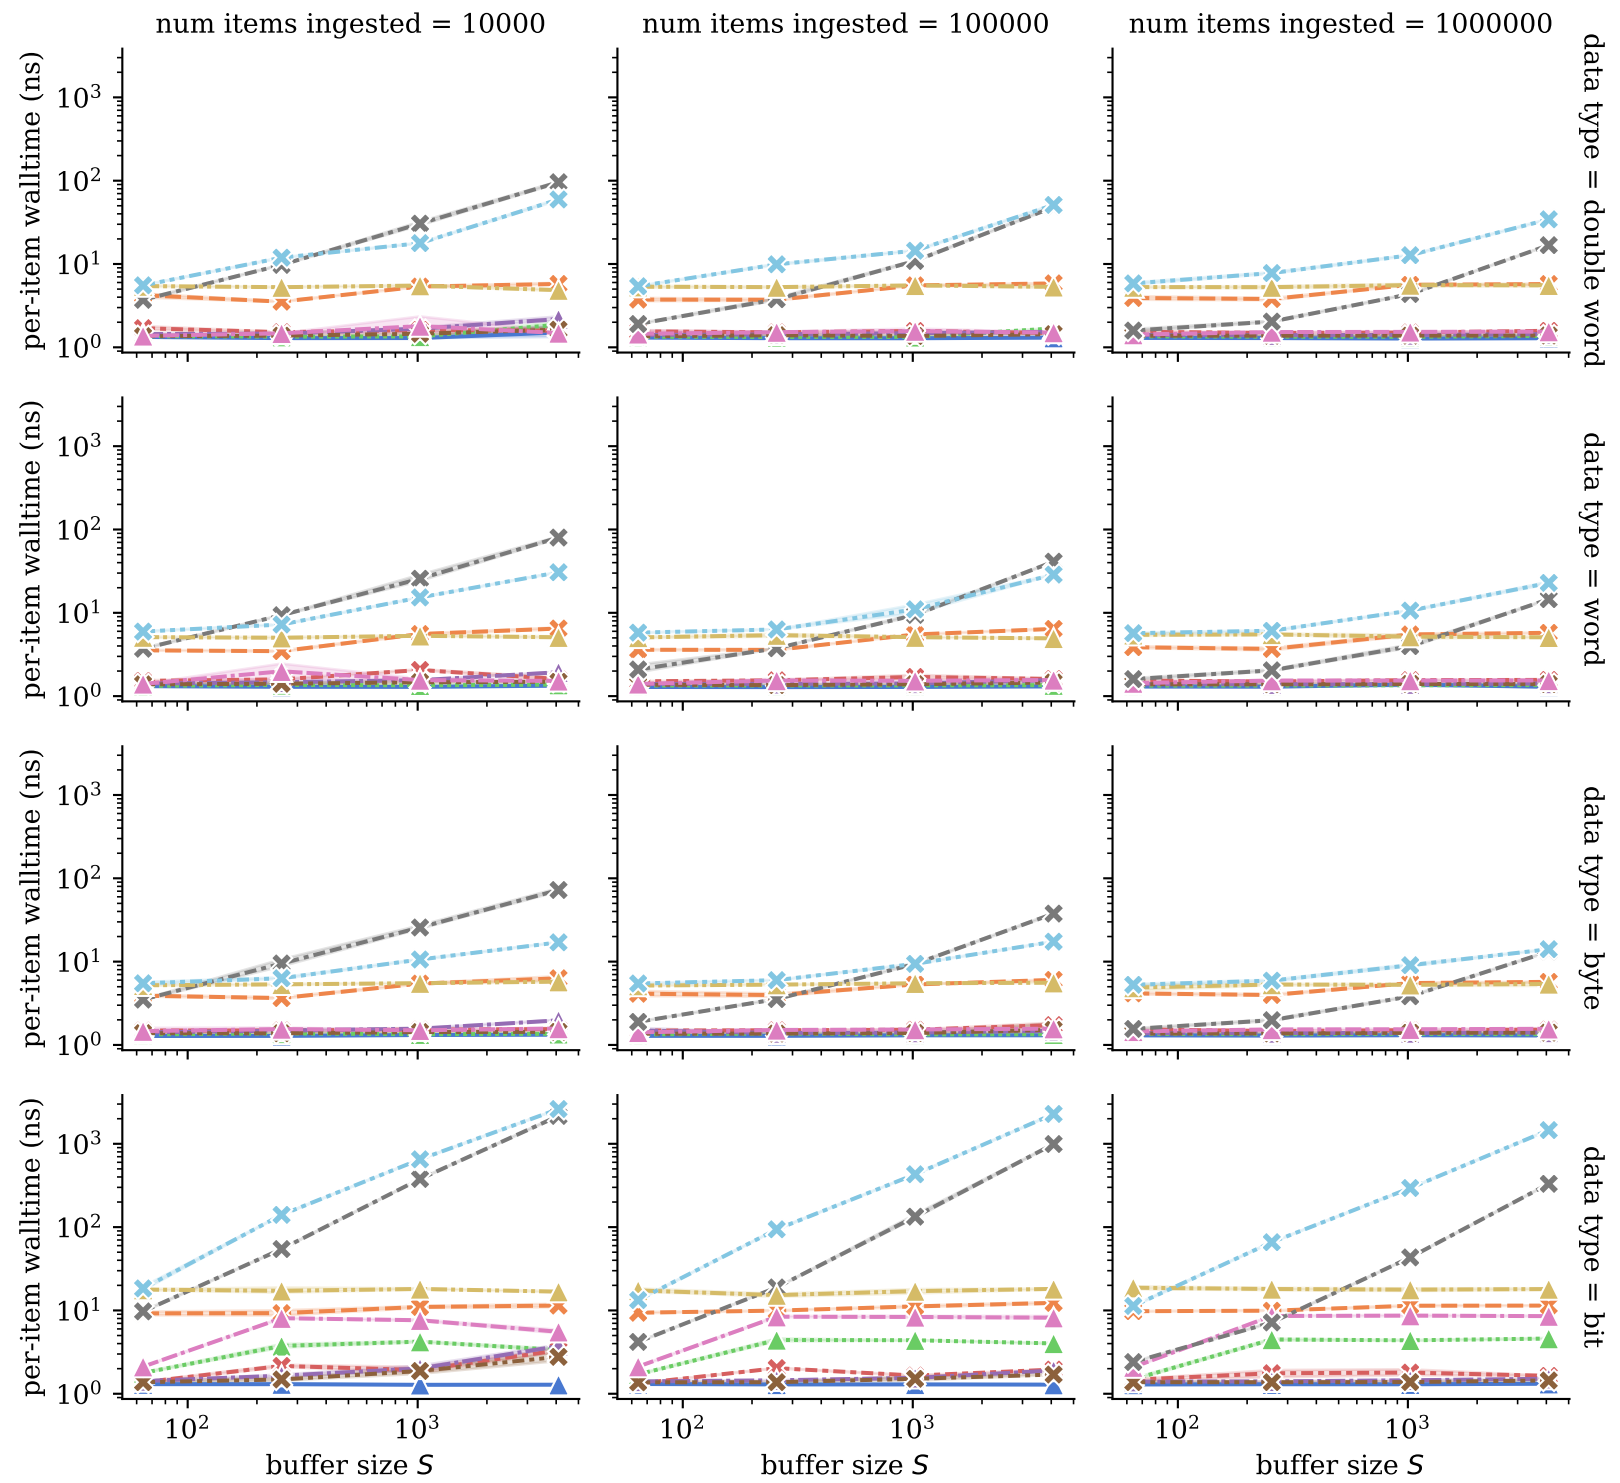 num items ingested = 10000
num items ingested = 100000
num items ingested = 1000000
per-item walltime (ns)
10³
10²
10¹
10⁰
data type = double word
per-item walltime (ns)
10³
10²
10¹
10⁰
data type = word
per-item walltime (ns)
10³
10²
10¹
10⁰
data type = byte
per-item walltime (ns)
10³
10²
10¹
10⁰
data type = bit
10² 10³
10² 10³
10² 10³
buffer size S
buffer size S
buffer size S